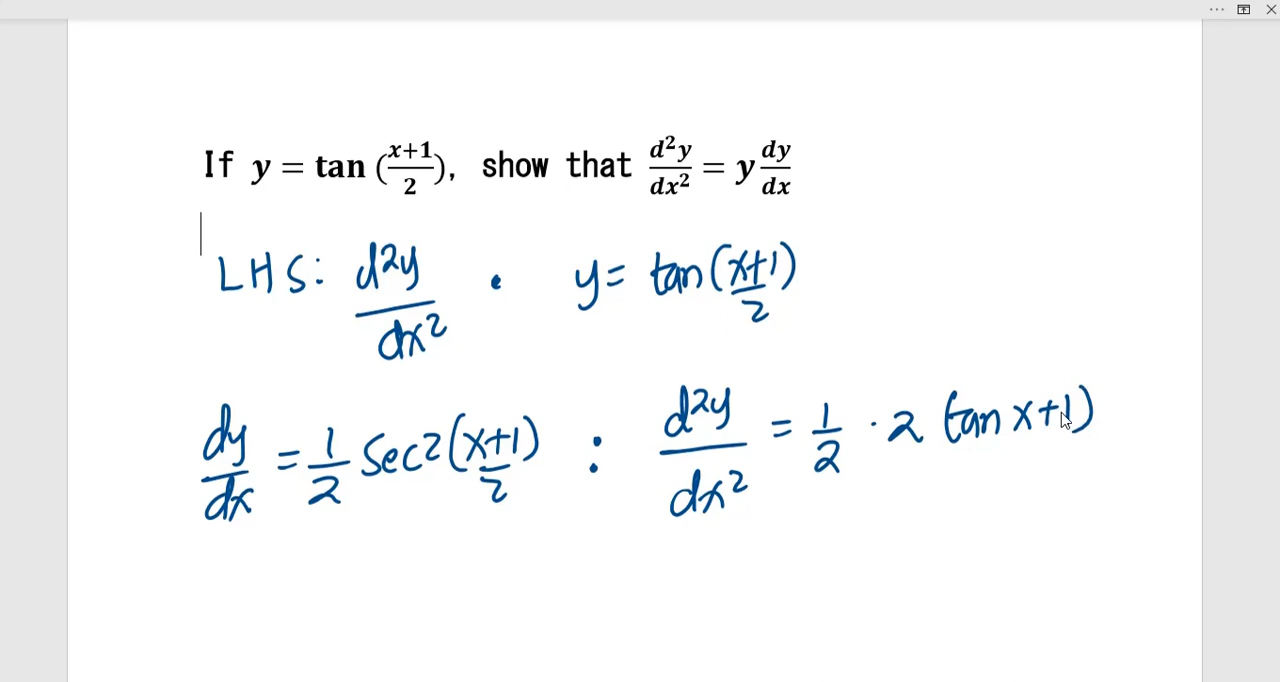 If y = tan (x+1/2), show that d²y/dx² = y dy/dx
LHS: d2y/dx2 . y = tan(x+1/2)
dy/dx = 1/2 Sec2(x+1/2) : d2y/dx2 = 1/2 · 2 tan x+1)